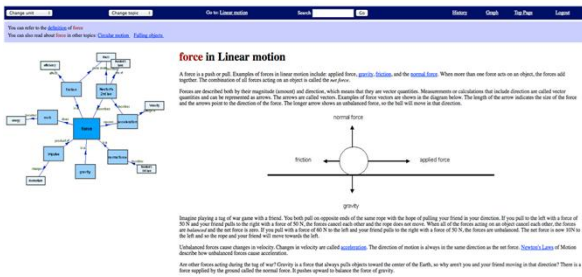 Change unit
Change topic
Go to: Linear motion
Search
Go
History
Graph
Top Page
Logout
You can refer to the definition of force
You can also read about force in other topics: Circular motion Falling objects
force in Linear motion
A force is a push or pull. Examples of forces in linear motion include: applied force, gravity, friction, and the normal force. When more than one force acts on an object, the forces add
together. The combination of all forces acting on an object is called the net force.
Forces are described both by their magnitude (amount) and direction, which means that they are vector quantities. Measurements or calculations that include direction are called vector
quantities and can be represented as arrows. The arrows are called vectors. Examples of force vectors are shown in the diagram below. The length of the arrow indicates the size of the force
and the arrows point to the direction of the force. The longer arrow shows an unbalanced force, so the ball will move in that direction.
normal force
friction
applied force
gravity
Imagine playing a tug of war game with a friend. You both pull on opposite ends of the same rope with the hope of pulling your friend in your direction. If you pull to the left with a force of
50 N and your friend pulls to the right with a force of 50 N, the forces cancel each other and the rope does not move. When all of the forces acting on an object cancel each other, the forces
are balanced and the net force is zero. If you pull with a force of 60 N to the left and your friend pulls to the right with a force of 50 N, the forces are unbalanced. The net force is now 10N to
the left and so the rope and your friend will move towards the left.
Unbalanced forces cause changes in velocity. Changes in velocity are called acceleration. The direction of motion is always in the same direction as the net force. Newton's Laws of Motion
describe how unbalanced forces cause acceleration.
Are other forces acting during the tug of war? Gravity is a force that always pulls objects toward the center of the Earth, so why aren't you and your friend moving in that direction? There is a
force supplied by the ground called the normal force. It pushes upward to balance the force of gravity.